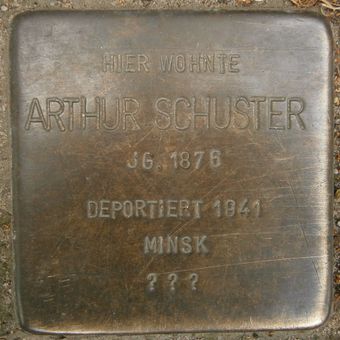 HIER WOHNTE
ARTHUR SCHUSTER
JG. 1876
DEPORTIERT 1941
MINSK
? ? ?